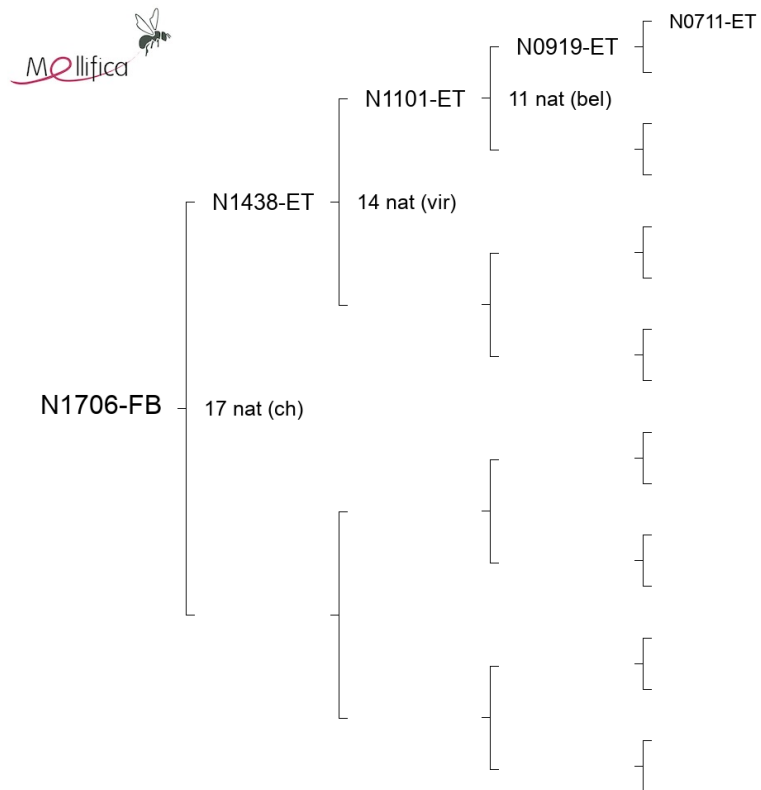 Mellifica
N0711-ET
N0919-ET
N1101-ET
11 nat (bel)
N1438-ET
14 nat (vir)
N1706-FB
17 nat (ch)